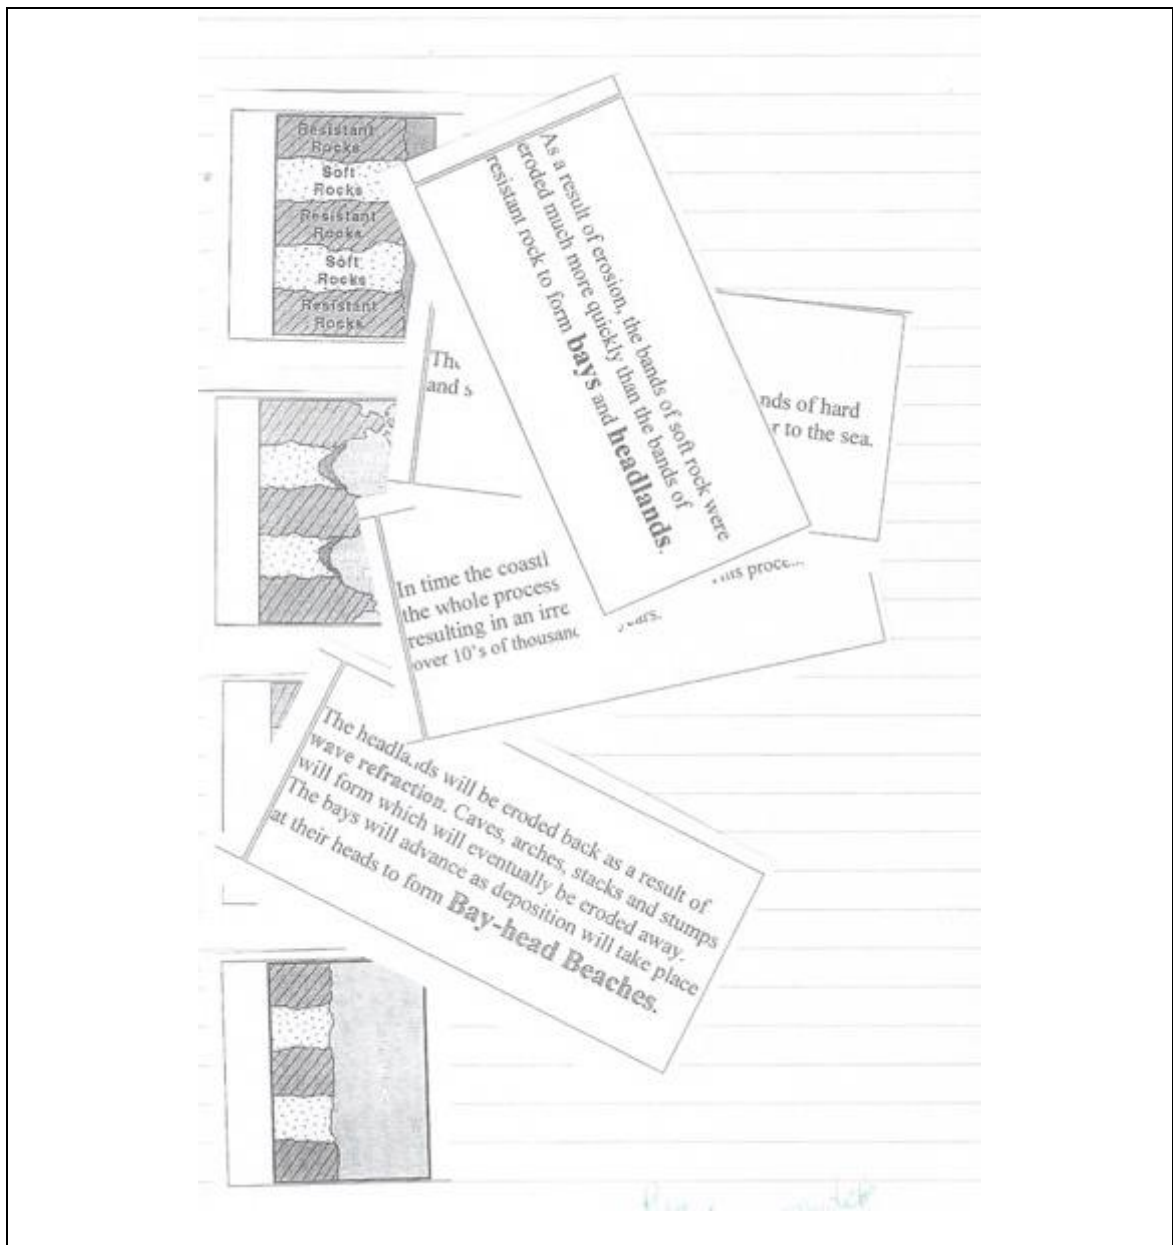 Resistant
Rocks
Soft
Rocks
Resistant
Rocks
Soft
Rocks
Resistant
Rocks
As a result of erosion, the bands of soft rock were
eroded much more quickly than the bands of
resistant rock to form bays and headlands.
The
and s
nds of hard
r to the sea.
In time the coastl
the whole process
resulting in an irre
over 10's of thousand
his proce
years.
The headlands will be eroded back as a result of
wave refraction. Caves, arches, stacks and stumps
will form which will eventually be eroded away.
The bays will advance as deposition will take place
at their heads to form Bay-head Beaches.